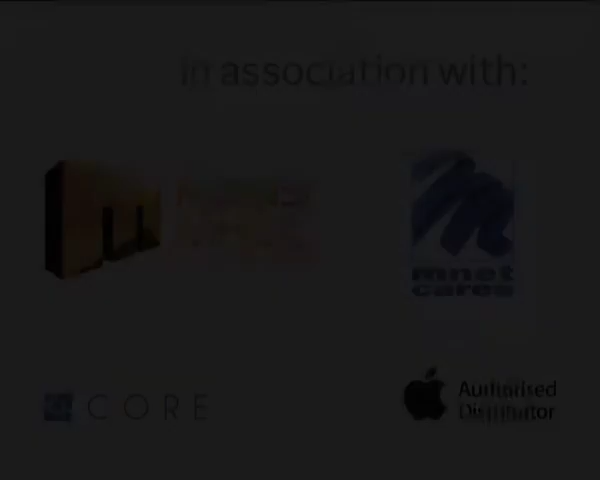 in association with:
m
mnet
cares
CORE
Authorised
Distributor